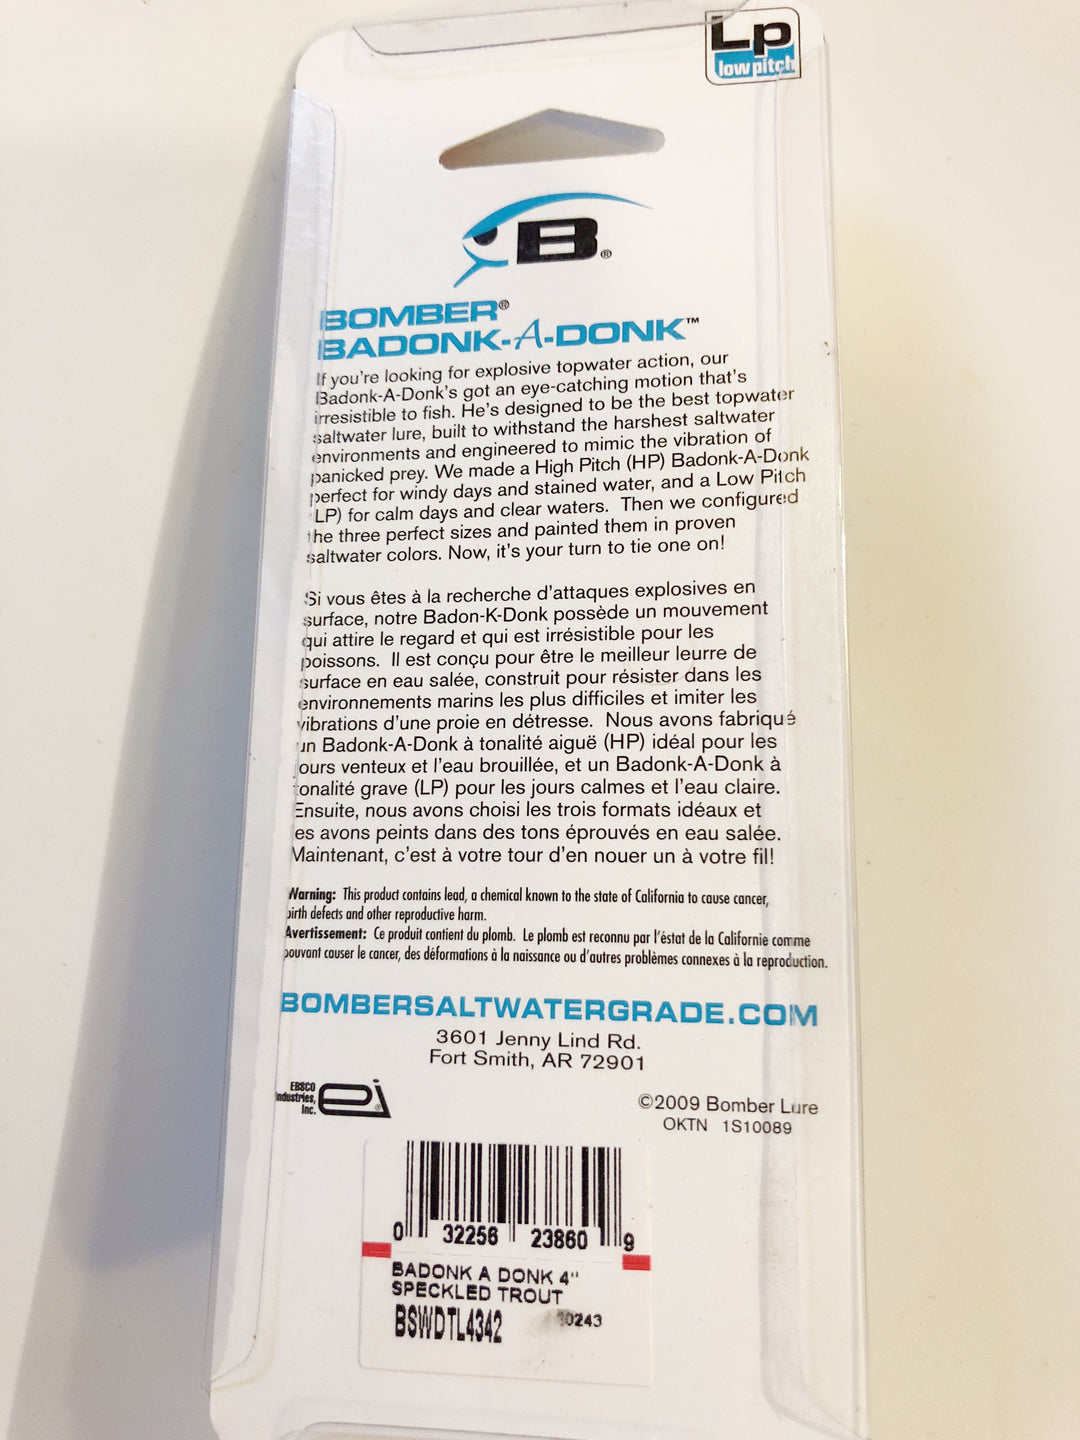 Lp
low pitch
B®
BOMBER®
BADONK-A-DONK™
If you're looking for explosive topwater action, our
Badonk-A-Donk's got an eye-catching motion that's
irresistible to fish. He's designed to be the best topwater
saltwater lure, built to withstand the harshest saltwater
environments and engineered to mimic the vibration of
panicked prey. We made a High Pitch (HP) Badonk-A-Donk
perfect for windy days and stained water, and a Low Pitch
(LP) for calm days and clear waters. Then we configured
the three perfect sizes and painted them in proven
saltwater colors. Now, it's your turn to tie one on!
Si vous êtes à la recherche d'attaques explosives en
surface, notre Badon-K-Donk possède un mouvement
qui attire le regard et qui est irrésistible pour les
poissons. Il est conçu pour être le meilleur leurre de
surface en eau salée, construit pour résister dans les
environnements marins les plus difficiles et imiter les
vibrations d'une proie en détresse. Nous avons fabriqué
un Badonk-A-Donk à tonalité aiguë (HP) idéal pour les
jours venteux et l'eau brouillée, et un Badonk-A-Donk à
tonalité grave (LP) pour les jours calmes et l'eau claire.
Ensuite, nous avons choisi les trois formats idéaux et
les avons peints dans des tons éprouvés en eau salée.
Maintenant, c'est à votre tour d'en nouer un à votre fil!
Warning: This product contains lead, a chemical known to the state of California to cause cancer,
birth defects and other reproductive harm.
Avertissement: Ce produit contient du plomb. Le plomb est reconnu par l'éstat de la Californie comme
pouvant causer le cancer, des déformations à la naissance ou d'autres problèmes connexes à la reproduction.
BOMBERSALTWATERGRADE.COM
3601 Jenny Lind Rd.
Fort Smith, AR 72901
EBSCO
Industries,
Inc.
ei®
©2009 Bomber Lure
OKTN 1S10089
0 32256 23860 9
BADONK A DONK 4"
SPECKLED TROUT
BSWDTL4342